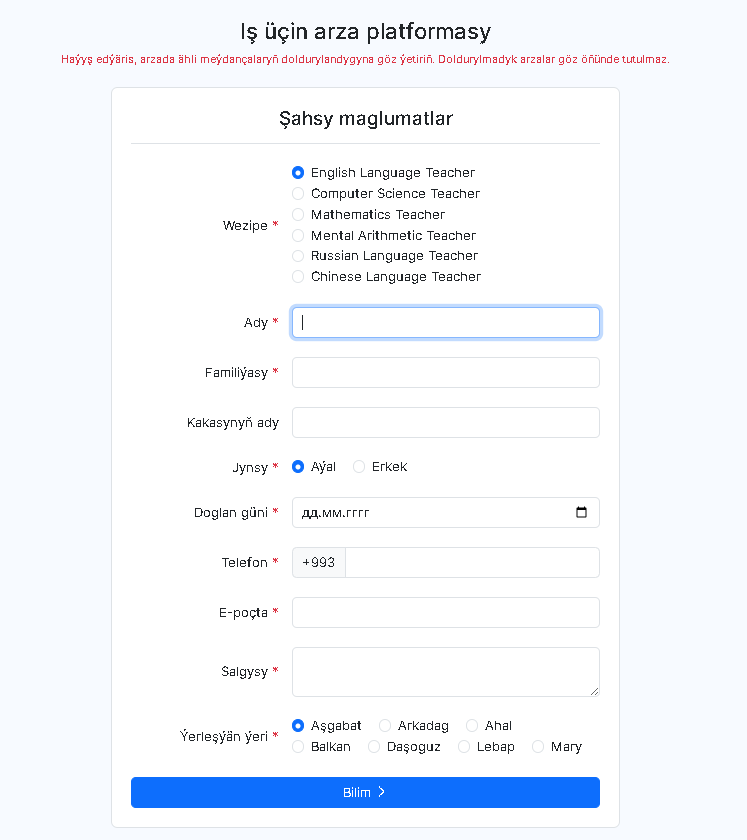 Iş üçin arza platformasy
Haýyş edýäris, arzada ähli meýdançalaryň doldurylandygyna göz ýetiriň. Doldurylmadyk arzalar göz öňünde tutulmaz.
Şahsy maglumatlar
Wezipe *
English Language Teacher
Computer Science Teacher
Mathematics Teacher
Mental Arithmetic Teacher
Russian Language Teacher
Chinese Language Teacher
Ady *
Familiýasy *
Kakasynyň ady
Jynsy * Aýal Erkek
Doglan güni * дд.мм.гггг
Telefon * +993
E-poçta *
Salgysy *
Ýerleşýän ýeri *
Aşgabat Arkadag Ahal
Balkan Daşoguz Lebap Mary
Bilim